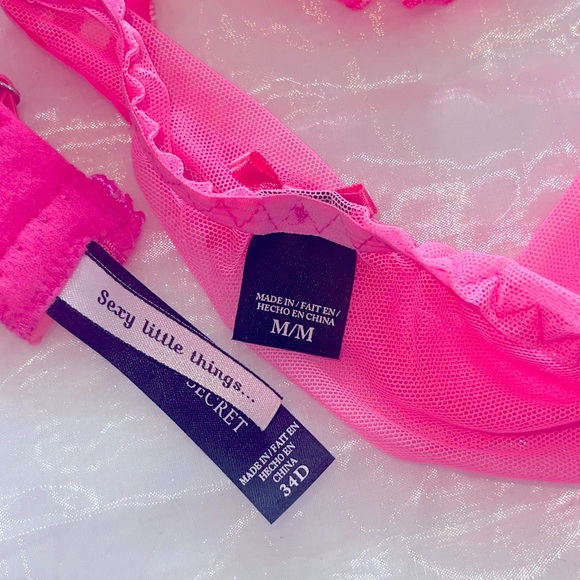 MADE IN / FAIT EN /
HECHO EN CHINA
M/M
Sexy little things...
SECRET
MADE IN / FAIT EN
HECHO EN
CHINA
34D